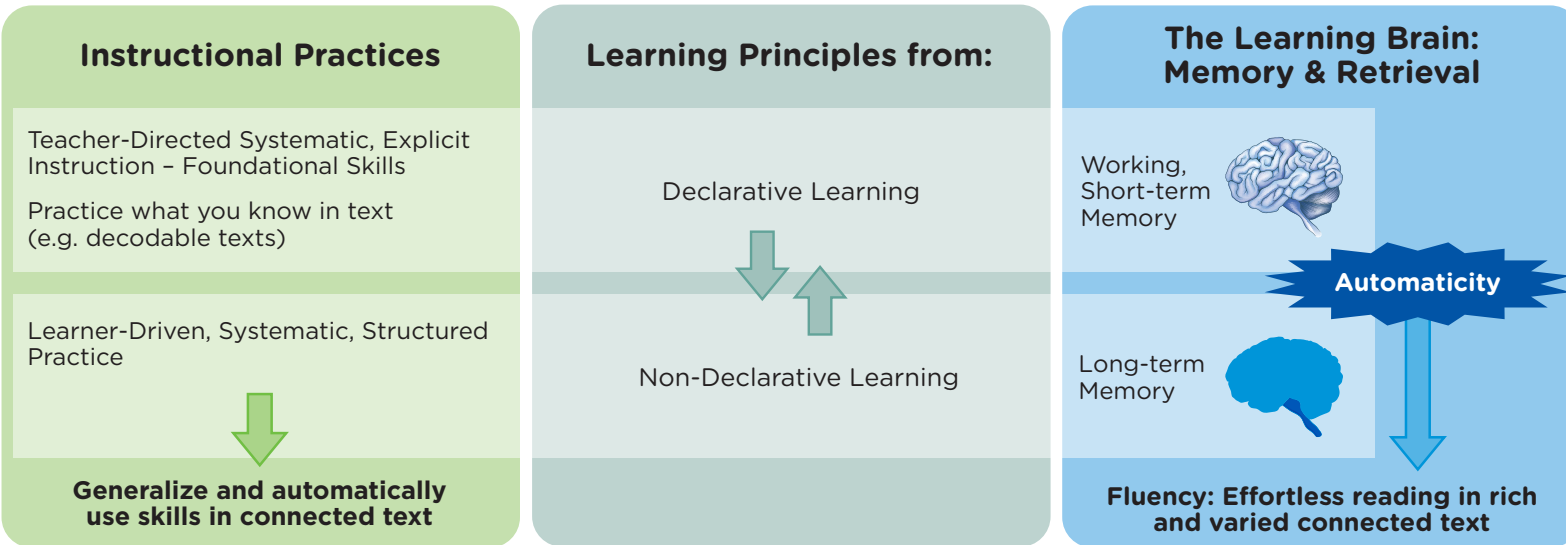 Instructional Practices
Teacher-Directed Systematic, Explicit
Instruction – Foundational Skills
Practice what you know in text
(e.g. decodable texts)
Learner-Driven, Systematic, Structured
Practice
Generalize and automatically
use skills in connected text
Learning Principles from:
Declarative Learning
Non-Declarative Learning
The Learning Brain:
Memory & Retrieval
Working,
Short-term
Memory
Automaticity
Long-term
Memory
Fluency: Effortless reading in rich
and varied connected text